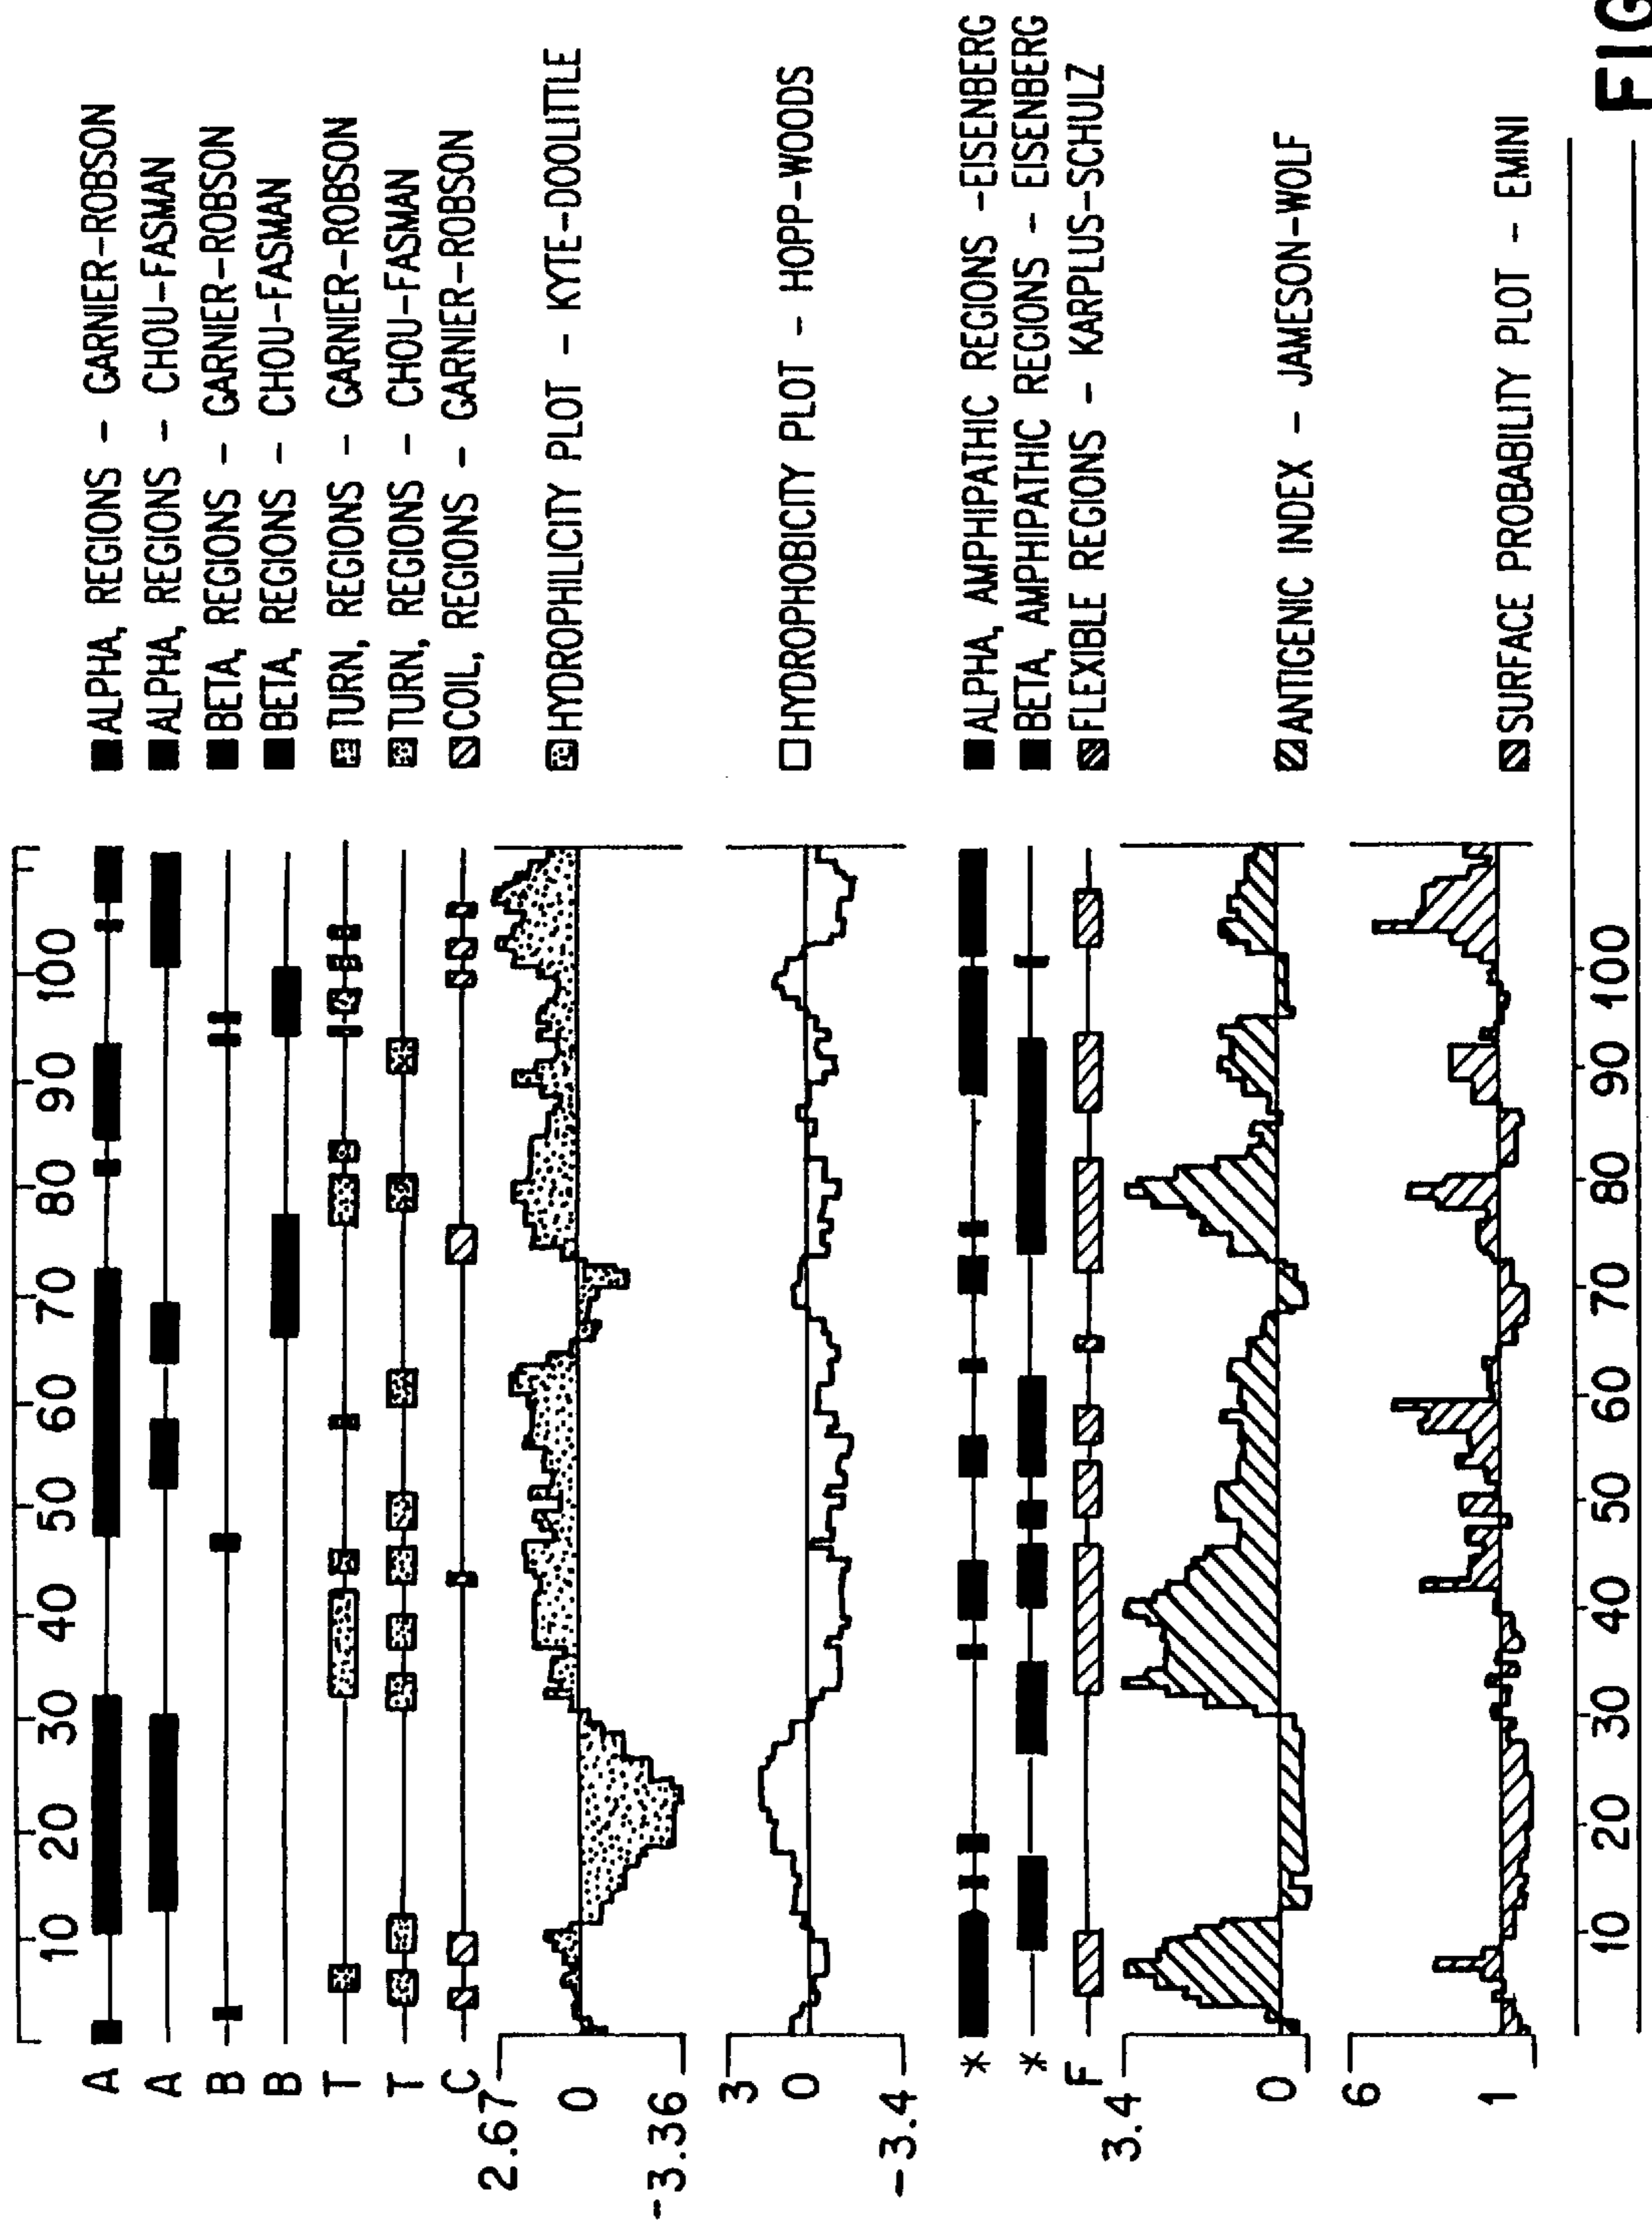 10 20 30 40 50 60 70 80 90 100
A ■ALPHA, REGIONS - GARNIER-ROBSON
A ■ALPHA, REGIONS - CHOU-FASMAN
B ■BETA, REGIONS - GARNIER-ROBSON
B ■BETA, REGIONS - CHOU-FASMAN
T TURN, REGIONS - GARNIER-ROBSON
T TURN, REGIONS - CHOU-FASMAN
C COIL, REGIONS - GARNIER-ROBSON
2.67
0 HYDROPHILICITY PLOT - KYTE-DOOLITTLE
-3.36
3
0 □HYDROPHOBICITY PLOT - HOPP-WOODS
-3.4
* ■ALPHA, AMPHIPATHIC REGIONS -EISENBERG
* ■BETA, AMPHIPATHIC REGIONS - EISENBERG
F FLEXIBLE REGIONS - KARPLUS-SCHULZ
3.4
0 ANTIGENIC INDEX - JAMESON-WOLF
6
1 SURFACE PROBABILITY PLOT - EMINI
10 20 30 40 50 60 70 80 90 100